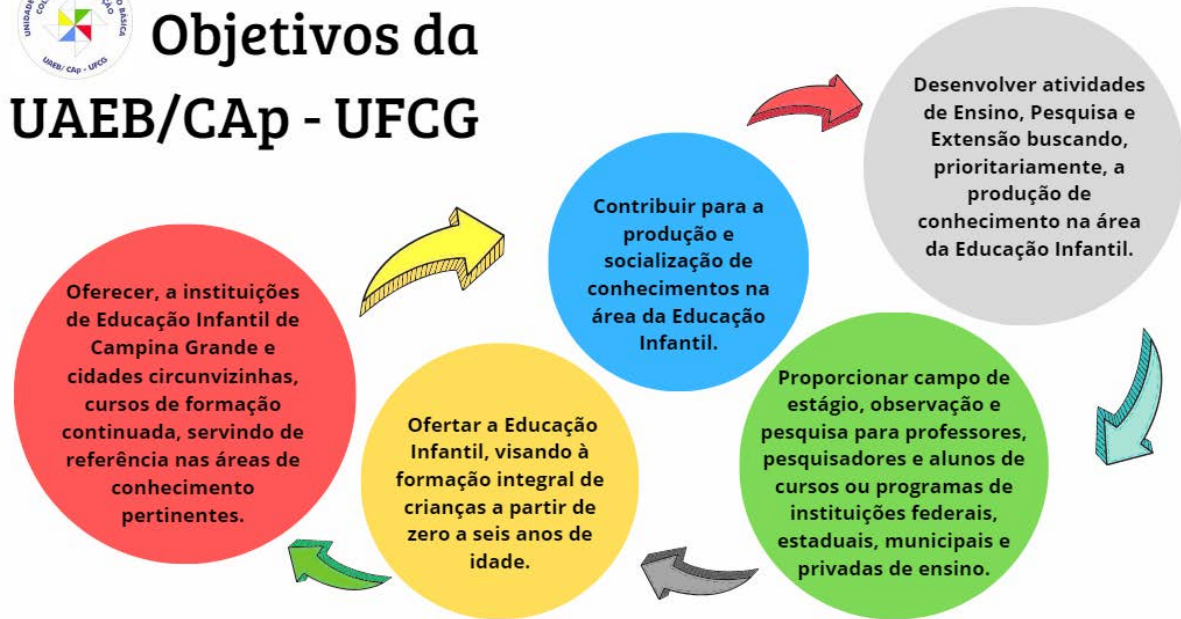 UNIDADE
BÁSICA
UAEB/ CAp - UFCG
Objetivos da
UAEB/CAp - UFCG
Oferecer, a instituições
de Educação Infantil de
Campina Grande e
cidades circunvizinhas,
cursos de formação
continuada, servindo de
referência nas áreas de
conhecimento
pertinentes.
Ofertar a Educação
Infantil, visando à
formação integral de
crianças a partir de
zero a seis anos de
idade.
Contribuir para a
produção e
socialização de
conhecimentos na
área da Educação
Infantil.
Desenvolver atividades
de Ensino, Pesquisa e
Extensão buscando,
prioritariamente, a
produção de
conhecimento na área
da Educação Infantil.
Proporcionar campo de
estágio, observação e
pesquisa para professores,
pesquisadores e alunos de
cursos ou programas de
instituições federais,
estaduais, municipais e
privadas de ensino.